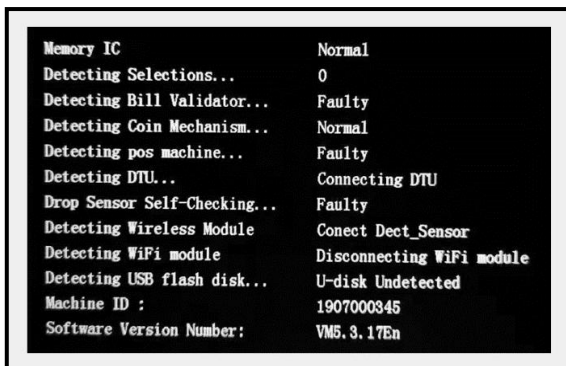 Memory IC Normal
Detecting Selections... 0
Detecting Bill Validator... Faulty
Detecting Coin Mechanism... Normal
Detecting pos machine... Faulty
Detecting DTU... Connecting DTU
Drop Sensor Self-Checking... Faulty
Detecting Wireless Module Conect Dect_Sensor
Detecting WiFi module Disconnecting WiFi module
Detecting USB flash disk... U-disk Undetected
Machine ID : 1907000345
Software Version Number: VM5.3.17En